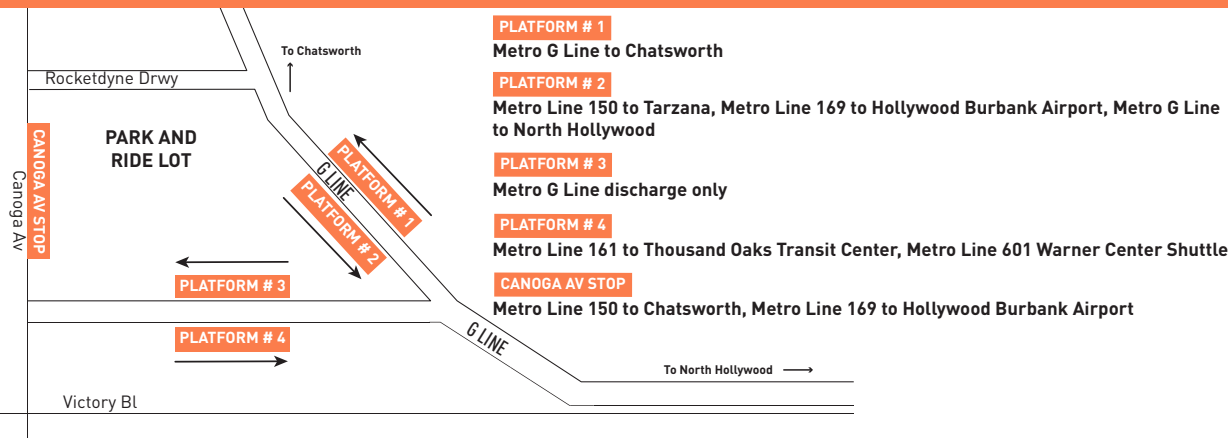 To Chatsworth
Rocketdyne Drwy
PARK AND
RIDE LOT
CANOGA AV STOP
Canoga Av
G LINE
PLATFORM # 1
PLATFORM # 2
PLATFORM # 3
PLATFORM # 4
G LINE
To North Hollywood
Victory Bl
PLATFORM # 1
Metro G Line to Chatsworth
PLATFORM # 2
Metro Line 150 to Tarzana, Metro Line 169 to Hollywood Burbank Airport, Metro G Line
to North Hollywood
PLATFORM # 3
Metro G Line discharge only
PLATFORM # 4
Metro Line 161 to Thousand Oaks Transit Center, Metro Line 601 Warner Center Shuttle
CANOGA AV STOP
Metro Line 150 to Chatsworth, Metro Line 169 to Hollywood Burbank Airport